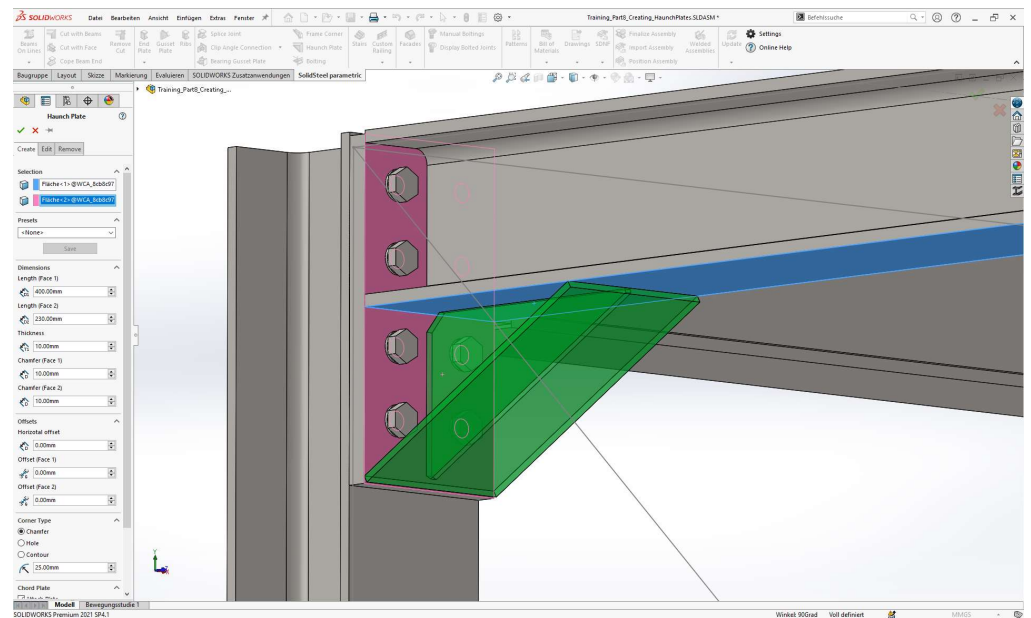 SOLIDWORKS Datei Bearbeiten Ansicht Einfügen Extras Fenster Training_Part8_Creating_HaunchPlates.SLDASM * Befehlssuche
Beams On Lines
Cut with Beams
Cut with Face
Cope Beam End
Remove Cut
End Plate
Gusset Plate
Ribs
Splice Joint
Clip Angle Connection
Bearing Gusset Plate
Frame Corner
Haunch Plate
Bolting
Stairs
Custom Railing
Facades
Manual Boltings
Display Bolted Joints
Patterns
Bill of Materials
Drawings
SDNF
Finalise Assembly
Import Assembly
Position Assembly
Welded Assemblies
Update
Settings
Online Help
Baugruppe Layout Skizze Markierung Evaluieren SOLIDWORKS Zusatzanwendungen SolidSteel parametric
Training_Part8_Creating_...
Haunch Plate
Create Edit Remove
Selection
Fläche<1>@WCA_8cb8c97
Fläche<2>@WCA_8cb8c97
Presets
<None>
Save
Dimensions
Length (Face 1)
400.00mm
Length (Face 2)
230.00mm
Thickness
10.00mm
Chamfer (Face 1)
10.00mm
Chamfer (Face 2)
10.00mm
Offsets
Horizotal offset
0.00mm
Offset (Face 1)
0.00mm
Offset (Face 2)
0.00mm
Corner Type
Chamfer
Hole
Contour
25.00mm
Chord Plate
Y
Modell Bewegungsstudie 1
SOLIDWORKS Premium 2021 SP4.1 Winkel: 90Grad Voll definiert MMGS